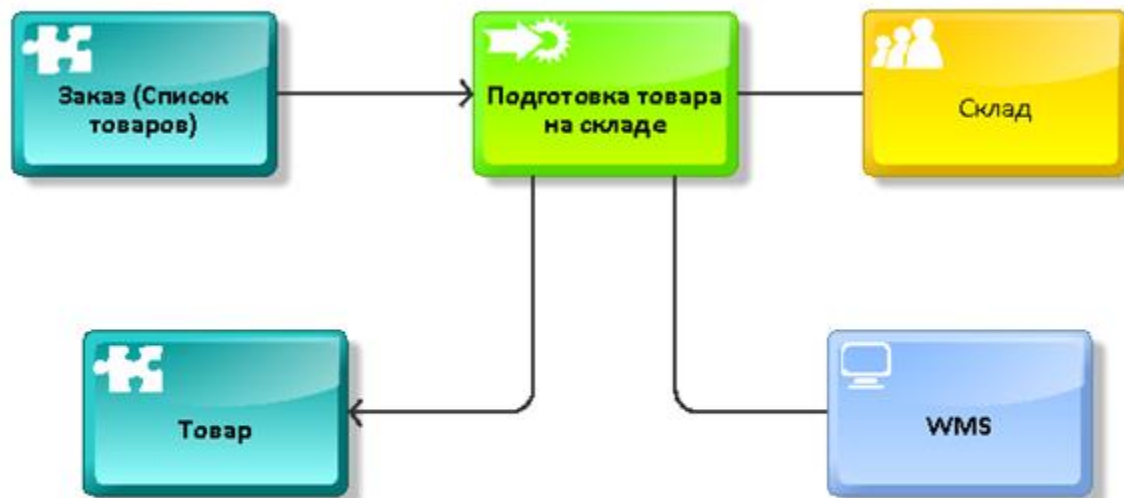 Заказ (Список
товаров)
Подготовка товара
на складе
Склад
Товар
WMS